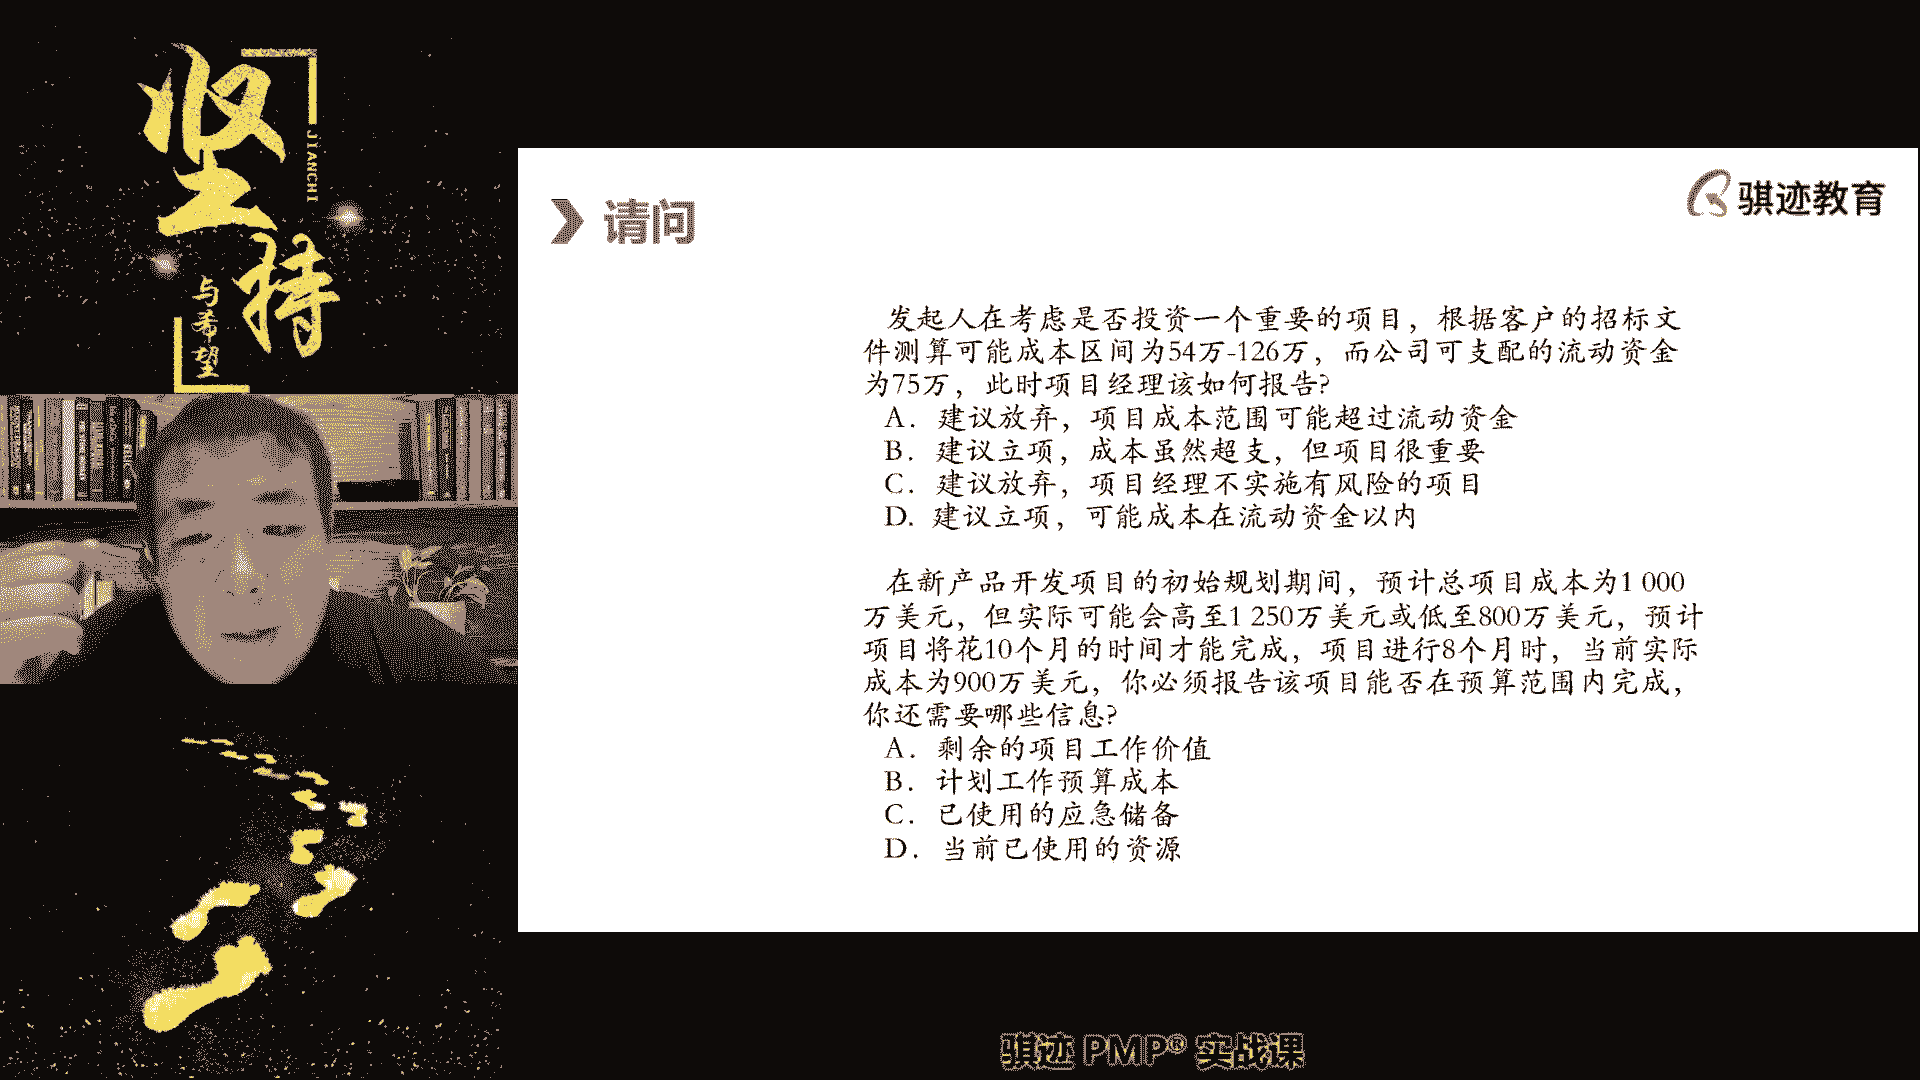 坚持
JIANCHI
与希望
请问
骐迹教育
发起人在考虑是否投资一个重要的项目，根据客户的招标文
件测算可能成本区间为54万-126万，而公司可支配的流动资金
为75万，此时项目经理该如何报告?
A．建议放弃，项目成本范围可能超过流动资金
B．建议立项，成本虽然超支，但项目很重要
C．建议放弃，项目经理不实施有风险的项目
D. 建议立项，可能成本在流动资金以内
在新产品开发项目的初始规划期间，预计总项目成本为1 000
万美元，但实际可能会高至1 250万美元或低至800万美元，预计
项目将花10个月的时间才能完成，项目进行8个月时，当前实际
成本为900万美元，你必须报告该项目能否在预算范围内完成，
你还需要哪些信息?
A．剩余的项目工作价值
B．计划工作预算成本
C．已使用的应急储备
D．当前已使用的资源
骐迹 PMP® 实战课